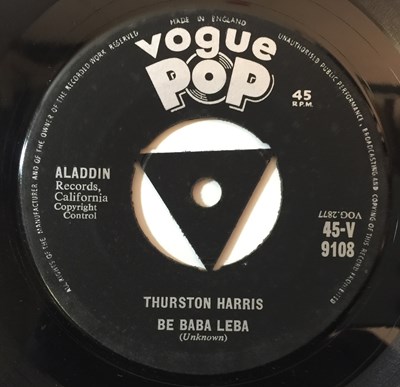 MADE IN ENGLAND
vogue
POP
45
R.P.M.
ALADDIN
Records,
California
Copyright
Control
VOG.2877
45-V
9108
THURSTON HARRIS
BE BABA LEBA
(Unknown)
ALL RIGHTS OF THE MANUFACTURER AND OF THE OWNER OF THE RECORDED WORK RESERVED
UNAUTHORISED PUBLIC PERFORMANCE, BROADCASTING AND COPYING OF THIS RECORD PROHIBITED